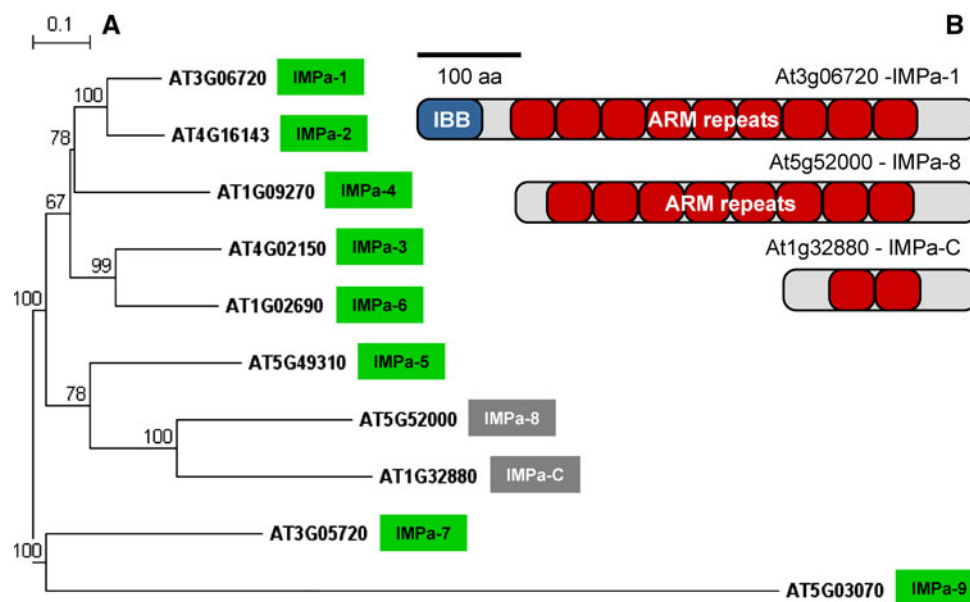 0.1
A
B
100
AT3G06720 IMPa-1
AT4G16143 IMPa-2
78
AT1G09270 IMPa-4
67
AT4G02150 IMPa-3
99
AT1G02690 IMPa-6
100
AT5G49310 IMPa-5
78
AT5G52000 IMPa-8
100
AT1G32880 IMPa-C
AT3G05720 IMPa-7
100
AT5G03070 IMPa-9
100 aa
At3g06720 -IMPa-1
IBB
ARM repeats
At5g52000 - IMPa-8
ARM repeats
At1g32880 - IMPa-C